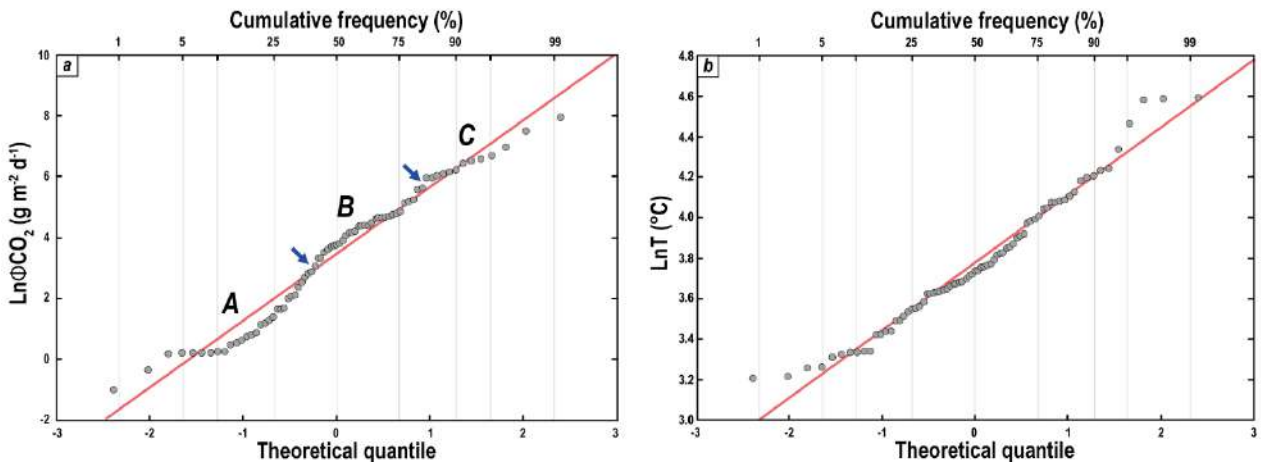 Cumulative frequency (%)
1 5 25 50 75 90 99
a
10
8
6
4
2
0
-2
LnΦCO₂ (g m⁻² d⁻¹)
A
B
C
-3 -2 -1 0 1 2 3
Theoretical quantile
Cumulative frequency (%)
1 5 25 50 75 90 99
b
4.8
4.6
4.4
4.2
4.0
3.8
3.6
3.4
3.2
3.0
LnT (°C)
-3 -2 -1 0 1 2 3
Theoretical quantile